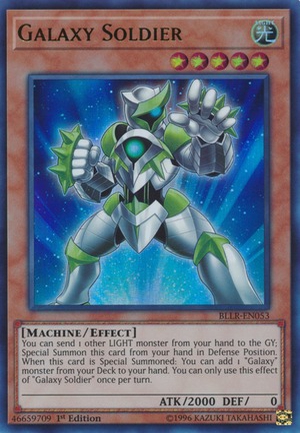 GALAXY SOLDIER
LIGHT
光
BLLR-EN053
[MACHINE/EFFECT]
You can send 1 other LIGHT monster from your hand to the GY;
Special Summon this card from your hand in Defense Position.
When this card is Special Summoned: You can add 1 "Galaxy"
monster from your Deck to your hand. You can only use this effect
of "Galaxy Soldier" once per turn.
ATK/2000 DEF/ 0
46659709 1st Edition ©1996 KAZUKI TAKAHASHI